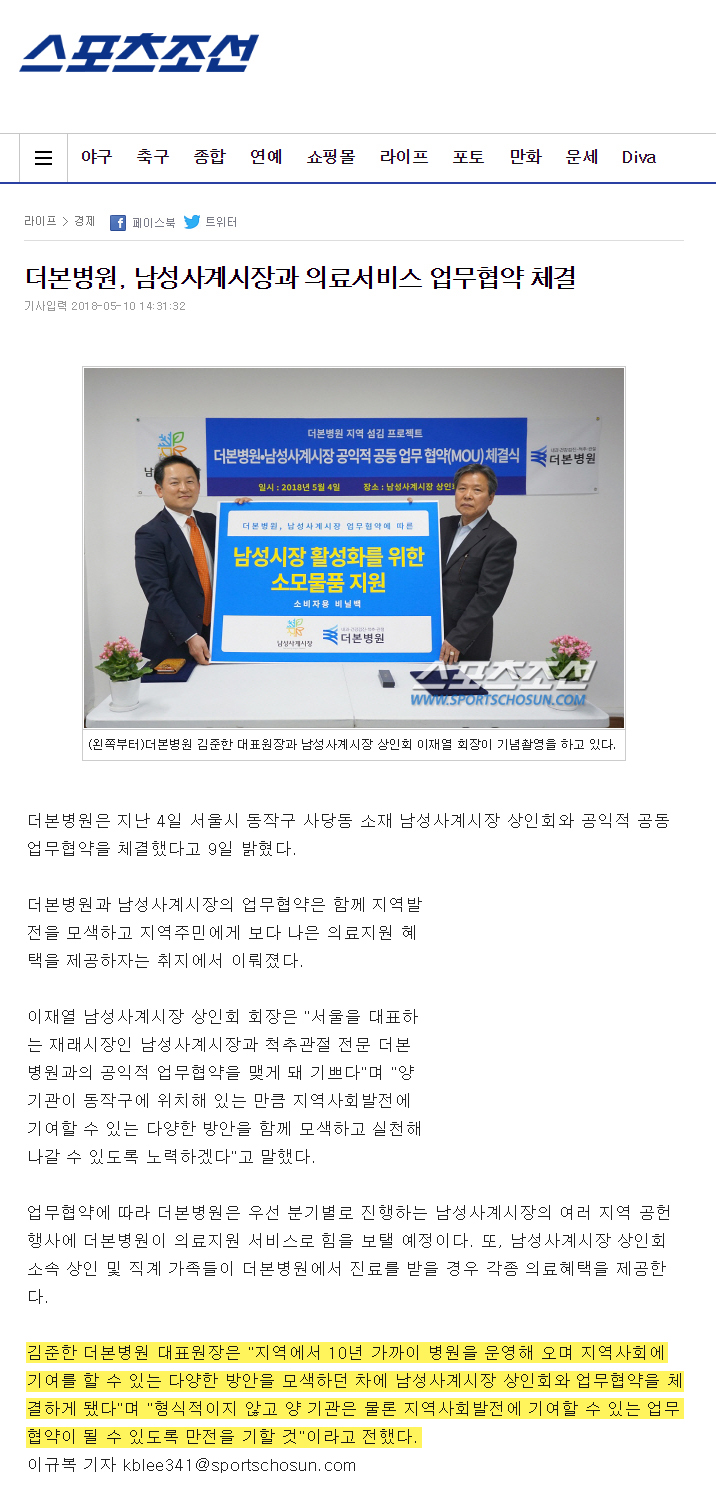 스포츠조선
야구 축구 종합 연예 쇼핑몰 라이프 포토 만화 운세 Diva
라이프 > 경제 페이스북 트위터
더본병원, 남성사계시장과 의료서비스 업무협약 체결
기사입력 2018-05-10 14:31:32
더본병원 지역 섬김 프로젝트
더본병원•남성사계시장 공익적 공동 업무 협약(MOU) 체결식
일시 : 2018년 5월 4일 장소 : 남성사계시장 상인
더본병원
더본병원, 남성사계시장 업무협약에 따른
남성시장 활성화를 위한
소모물품 지원
소비자용 비닐백
남성사계시장 더본병원
스포츠조선
WWW.SPORTSCHOSUN.COM
(왼쪽부터)더본병원 김준한 대표원장과 남성사계시장 상인회 이재열 회장이 기념촬영을 하고 있다.
더본병원은 지난 4일 서울시 동작구 사당동 소재 남성사계시장 상인회와 공익적 공동
업무협약을 체결했다고 9일 밝혔다.
더본병원과 남성사계시장의 업무협약은 함께 지역발
전을 모색하고 지역주민에게 보다 나은 의료지원 혜
택을 제공하자는 취지에서 이뤄졌다.
이재열 남성사계시장 상인회 회장은 "서울을 대표하
는 재래시장인 남성사계시장과 척추관절 전문 더본
병원과의 공익적 업무협약을 맺게 돼 기쁘다"며 "양
기관이 동작구에 위치해 있는 만큼 지역사회발전에
기여할 수 있는 다양한 방안을 함께 모색하고 실천해
나갈 수 있도록 노력하겠다"고 말했다.
업무협약에 따라 더본병원은 우선 분기별로 진행하는 남성사계시장의 여러 지역 공헌
행사에 더본병원이 의료지원 서비스로 힘을 보탤 예정이다. 또, 남성사계시장 상인회
소속 상인 및 직계 가족들이 더본병원에서 진료를 받을 경우 각종 의료혜택을 제공한
다.
김준한 더본병원 대표원장은 "지역에서 10년 가까이 병원을 운영해 오며 지역사회에
기여를 할 수 있는 다양한 방안을 모색하던 차에 남성사계시장 상인회와 업무협약을 체
결하게 됐다"며 "형식적이지 않고 양 기관은 물론 지역사회발전에 기여할 수 있는 업무
협약이 될 수 있도록 만전을 기할 것"이라고 전했다.
이규복 기자 kblee341@sportschosun.com